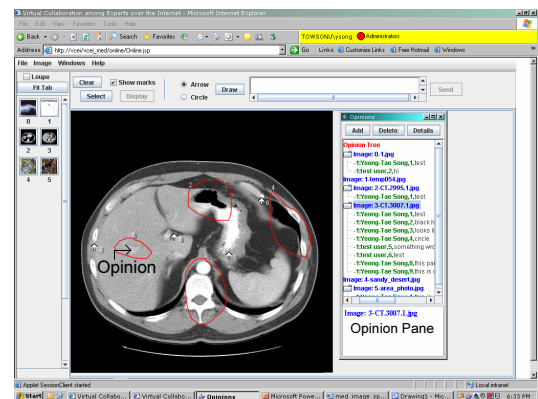 Virtual Collaboration among Experts over the Internet - Microsoft Internet Explorer
File Edit View Favorites Tools Help
Back Search Favorites TOWSONU\ysong Administrators
Address http://vcei/vcei_med/online/Online.jsp Go Links Customize Links Free Hotmail Windows
File Image Windows Help
Loupe
Fit Tab
Clear Show marks Arrow Draw Send
Select Display Circle
0 1
2 3
4 5
Opinions
Add Delete Details
Opinion Tree
Image: 0-1.jpg
-1:Yeong-Tae Song,1,test
-1:test user,2,hi
Image: 1-temp054.jpg
Image: 2-CT.2995.1.jpg
-1:Yeong-Tae Song,1,test
Image: 3-CT.3007.1.jpg
-1:Yeong-Tae Song,1,test
-1:Yeong-Tae Song,2,black h
-1:Yeong-Tae Song,3,looks li
-1:Yeong-Tae Song,4,circle
-1:test user,5,something wro
-1:test user,6,test
-1:Yeong-Tae Song,8,this pai
-1:Yeong-Tae Song,9,this is
Image: 4-sandy_desert.jpg
Image: 5-area_photo.jpg
Image: 3-CT.3007.1.jpg
Opinion Pane
2
4
6
8
3
Opinion
Applet SessionClient started Local intranet
Start Virtual Collabo... Virtual Collabo... Opinions Microsoft Powe... med_image_sp... Drawing1 - Mic... 6:33 PM